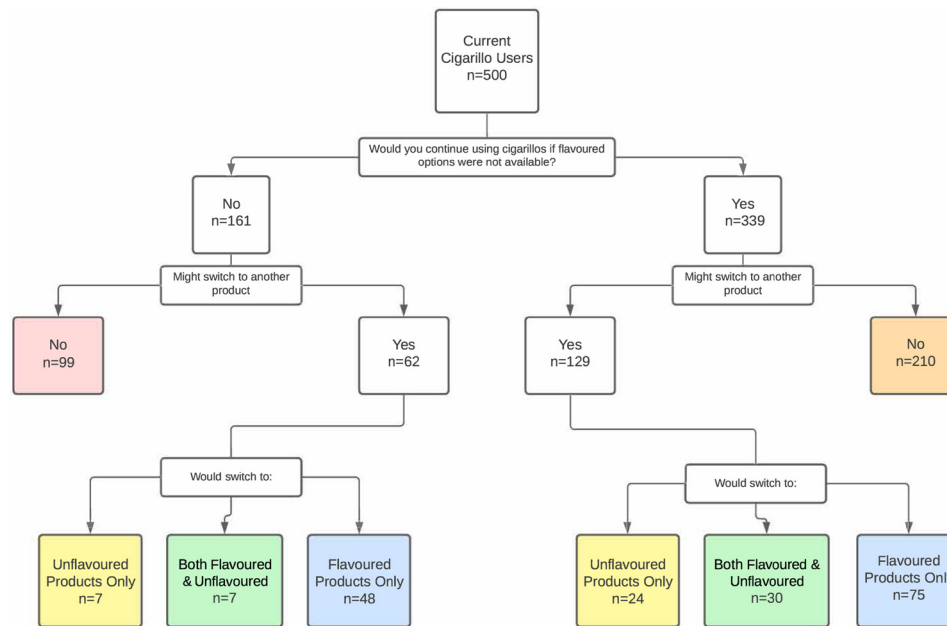 Current
Cigarillo Users
n=500
Would you continue using cigarillos if flavoured
options were not available?
No
n=161
Yes
n=339
Might switch to another
product
Might switch to another
product
No
n=99
Yes
n=62
Yes
n=129
No
n=210
Would switch to:
Would switch to:
Unflavoured
Products Only
n=7
Both Flavoured
& Unflavoured
n=7
Flavoured
Products Only
n=48
Unflavoured
Products Only
n=24
Both Flavoured &
Unflavoured
n=30
Flavoured
Products Only
n=75